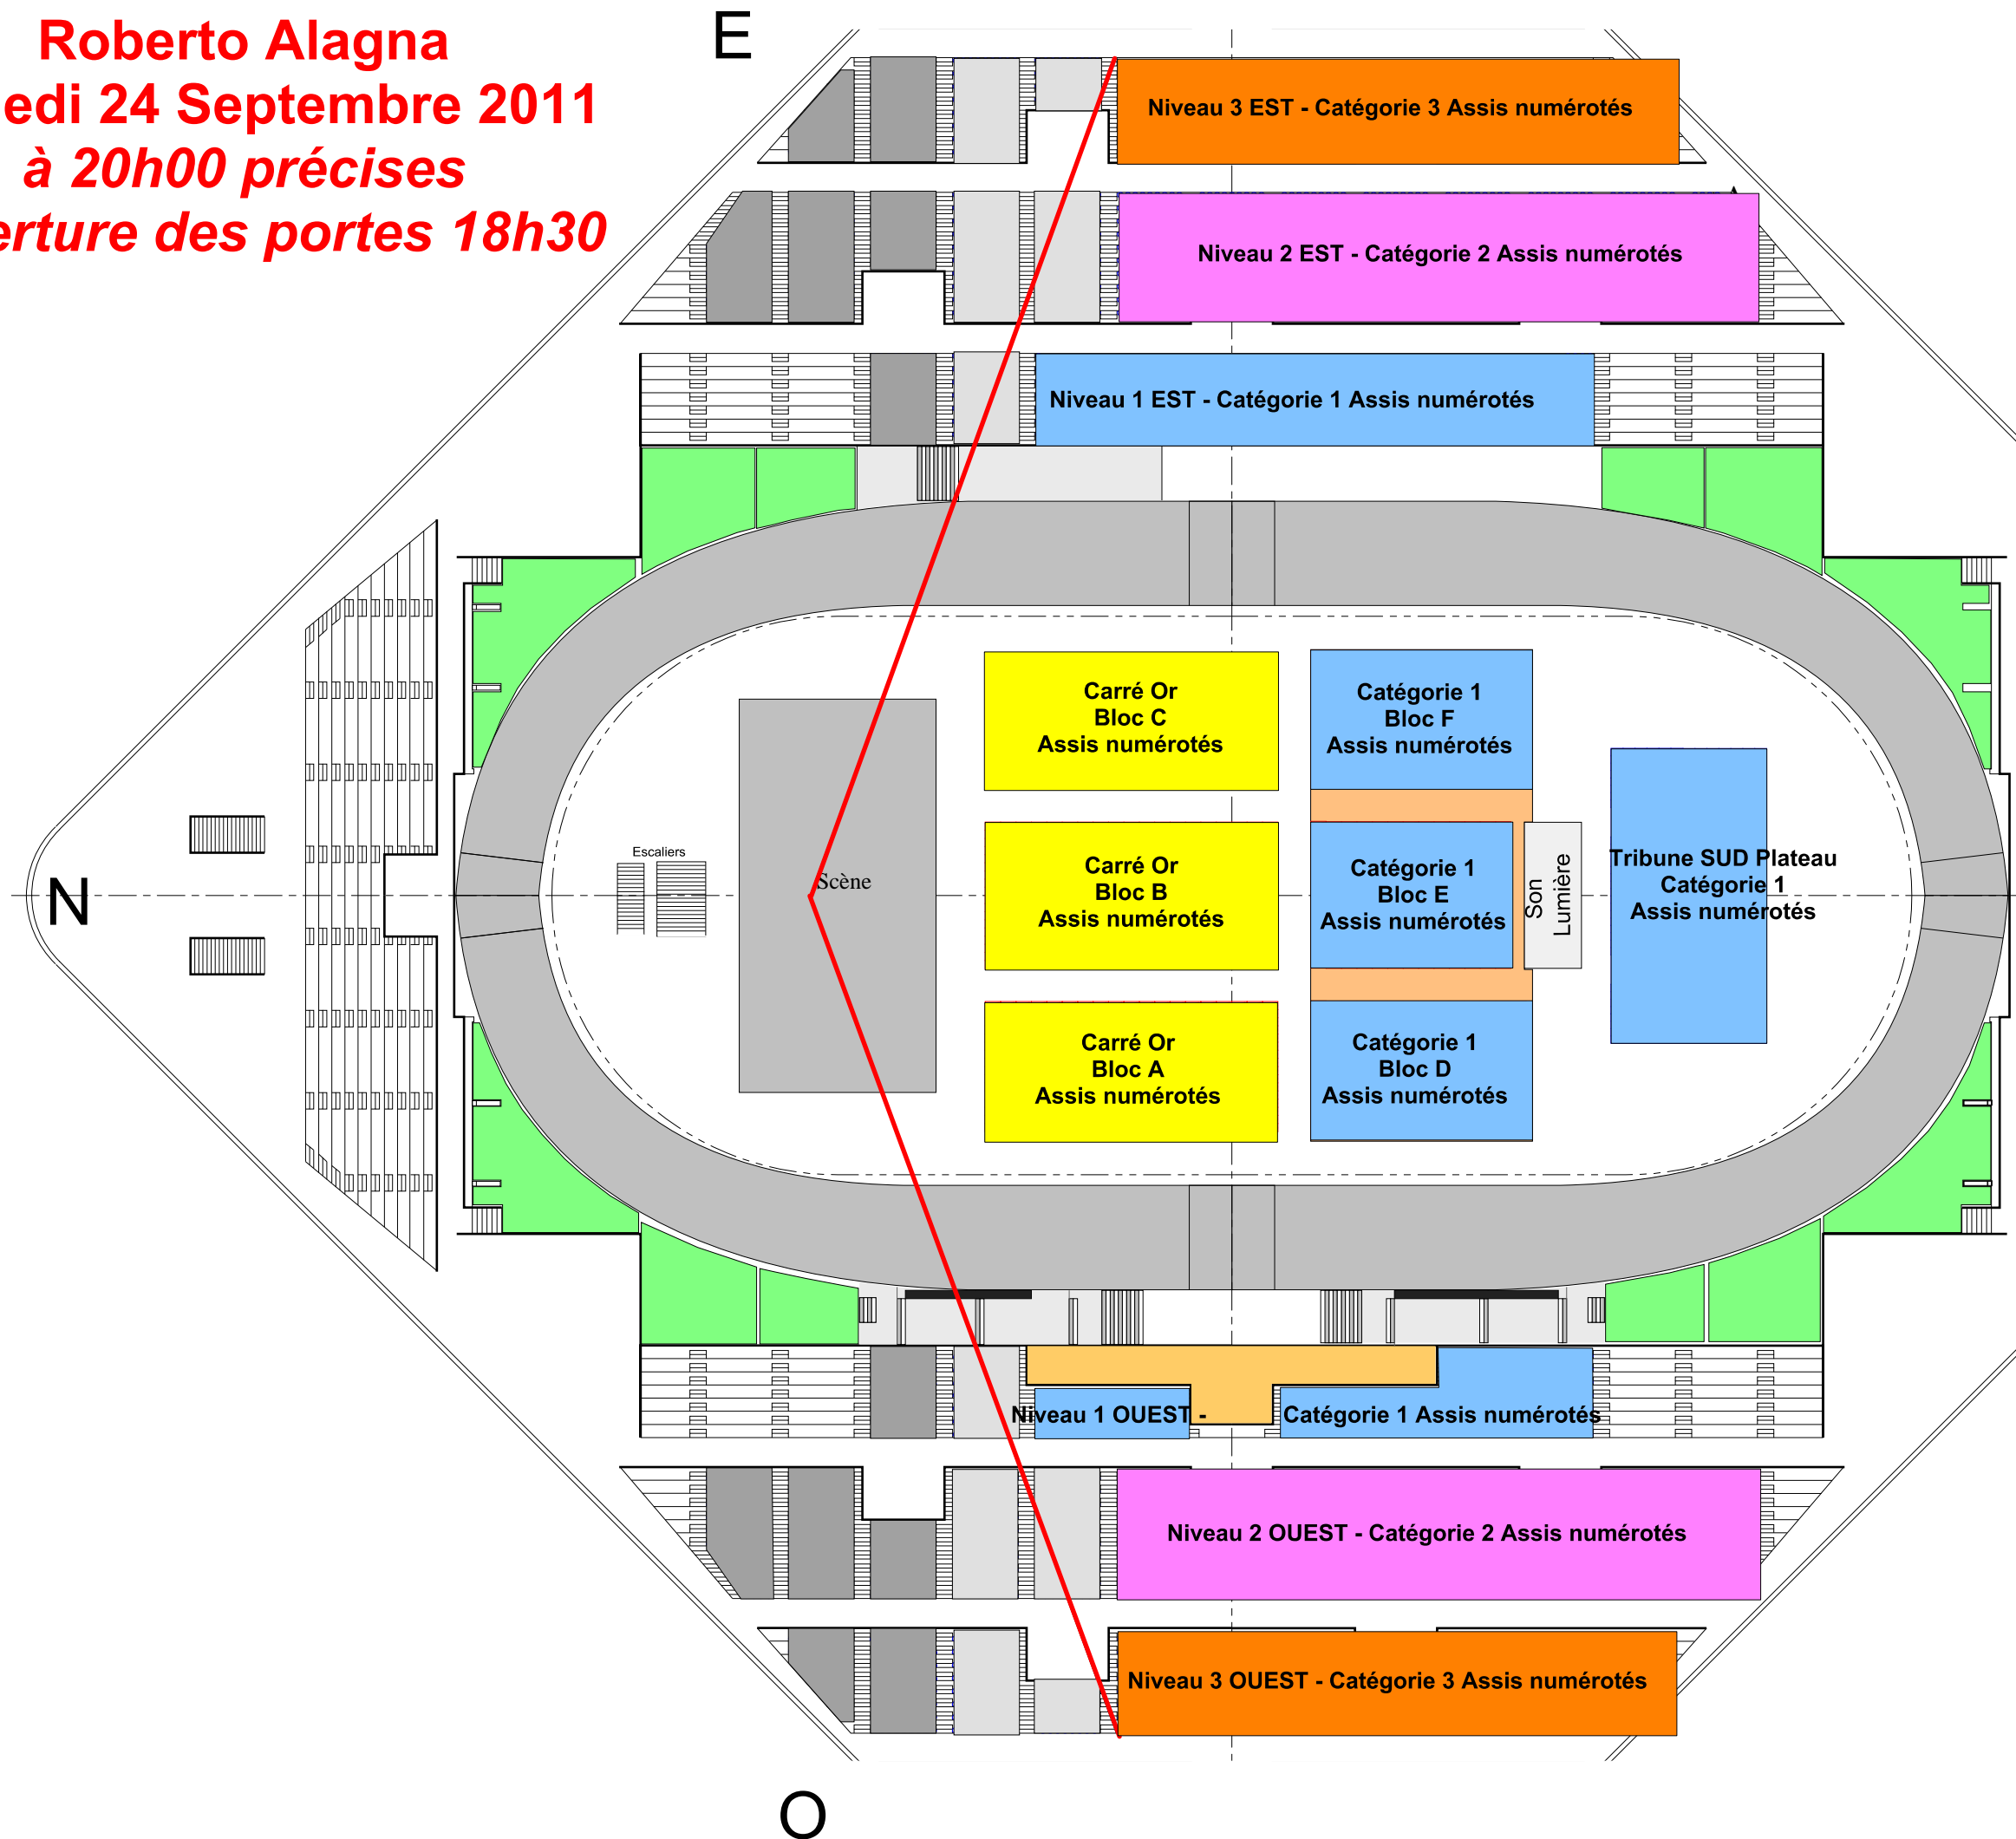 Roberto Alagna
edi 24 Septembre 2011
à 20h00 précises
erture des portes 18h30
E
Niveau 3 EST - Catégorie 3 Assis numérotés
Niveau 2 EST - Catégorie 2 Assis numérotés
Niveau 1 EST - Catégorie 1 Assis numérotés
Carré Or
Bloc C
Assis numérotés
Catégorie 1
Bloc F
Assis numérotés
N
Escaliers
Scène
Carré Or
Bloc B
Assis numérotés
Catégorie 1
Bloc E
Assis numérotés
Son
Lumière
Tribune SUD Plateau
Catégorie 1
Assis numérotés
Carré Or
Bloc A
Assis numérotés
Catégorie 1
Bloc D
Assis numérotés
Niveau 1 OUEST - Catégorie 1 Assis numérotés
Niveau 2 OUEST - Catégorie 2 Assis numérotés
Niveau 3 OUEST - Catégorie 3 Assis numérotés
O